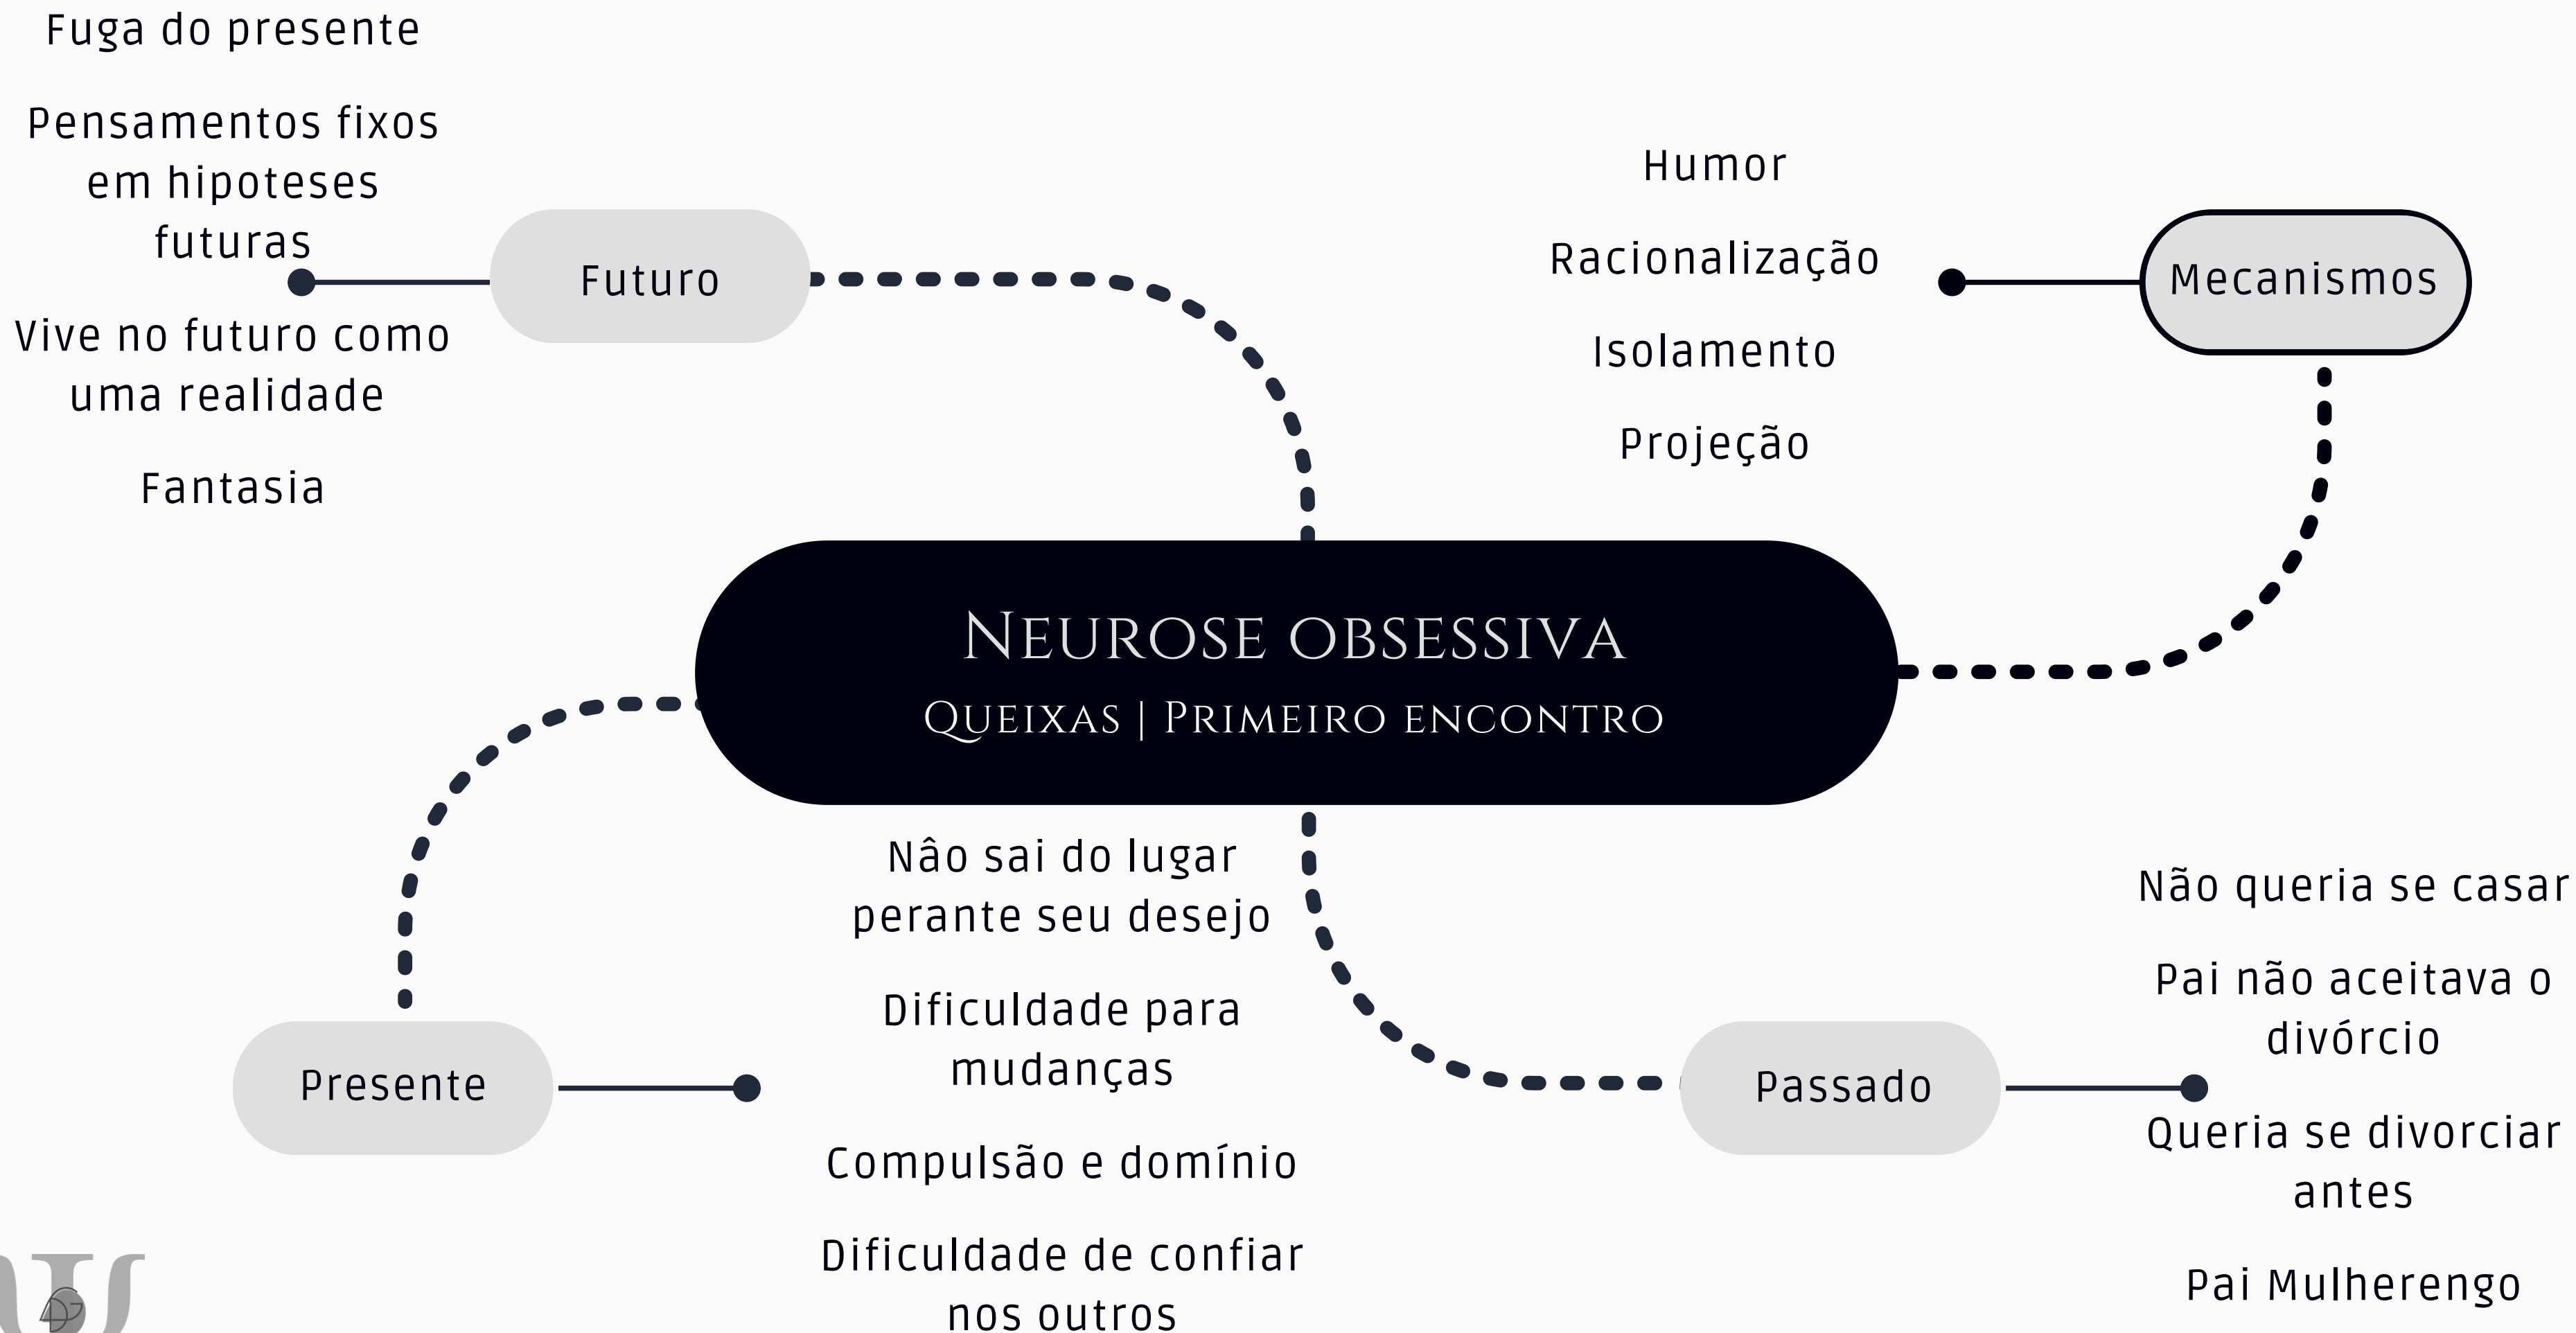 Fuga do presente
Pensamentos fixos
em hipoteses
futuras
Vive no futuro como
uma realidade
Fantasia
Futuro
Humor
Racionalização
Isolamento
Projeção
Mecanismos
Neurose obsessiva
Queixas | Primeiro encontro
Presente
Nâo sai do lugar
perante seu desejo
Dificuldade para
mudanças
Compulsão e domínio
Dificuldade de confiar
nos outros
Passado
Não queria se casar
Pai não aceitava o
divórcio
Queria se divorciar
antes
Pai Mulherengo